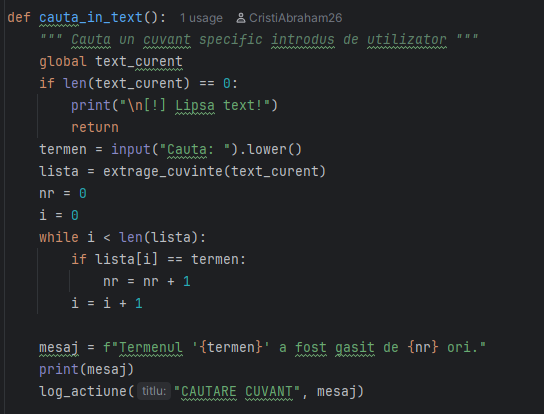 def cauta_in_text(): 1 usage CristiAbraham26
    """ Cauta un cuvant specific introdus de utilizator """
    global text_curent
    if len(text_curent) == 0:
        print("\n[!] Lipsa text!")
        return
    termen = input("Cauta: ").lower()
    lista = extrage_cuvinte(text_curent)
    nr = 0
    i = 0
    while i < len(lista):
        if lista[i] == termen:
            nr = nr + 1
        i = i + 1
    mesaj = f"Termenul '{termen}' a fost gasit de {nr} ori."
    print(mesaj)
    log_actiune( titlu: "CAUTARE CUVANT", mesaj)